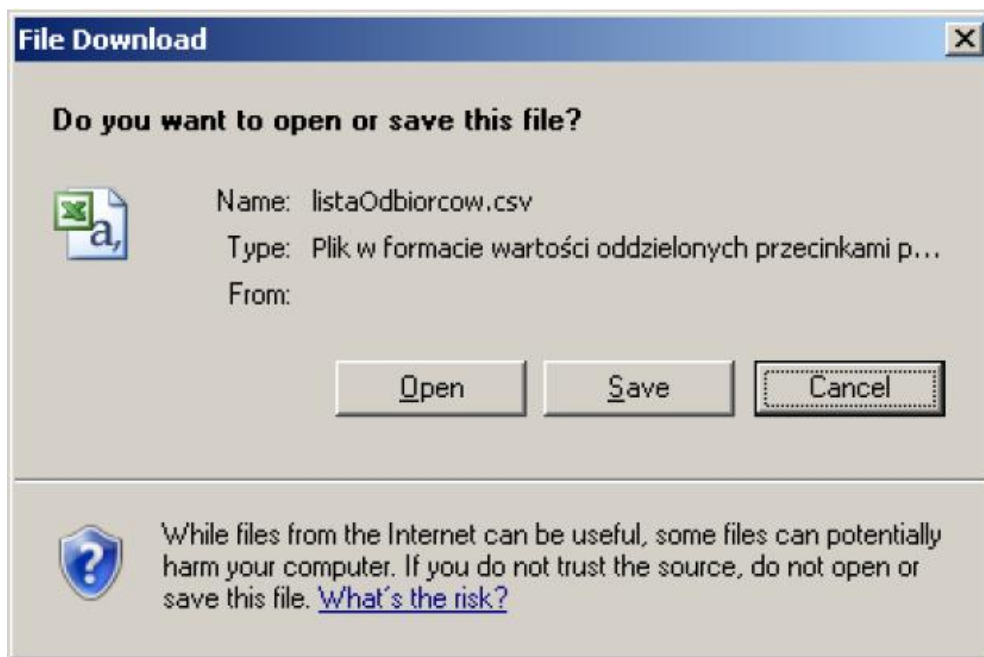 File Download
Do you want to open or save this file?
Name: listaOdbiorcow.csv
Type: Plik w formacie wartości oddzielonych przecinkami p...
From:
Open Save Cancel
While files from the Internet can be useful, some files can potentially
harm your computer. If you do not trust the source, do not open or
save this file. What's the risk?